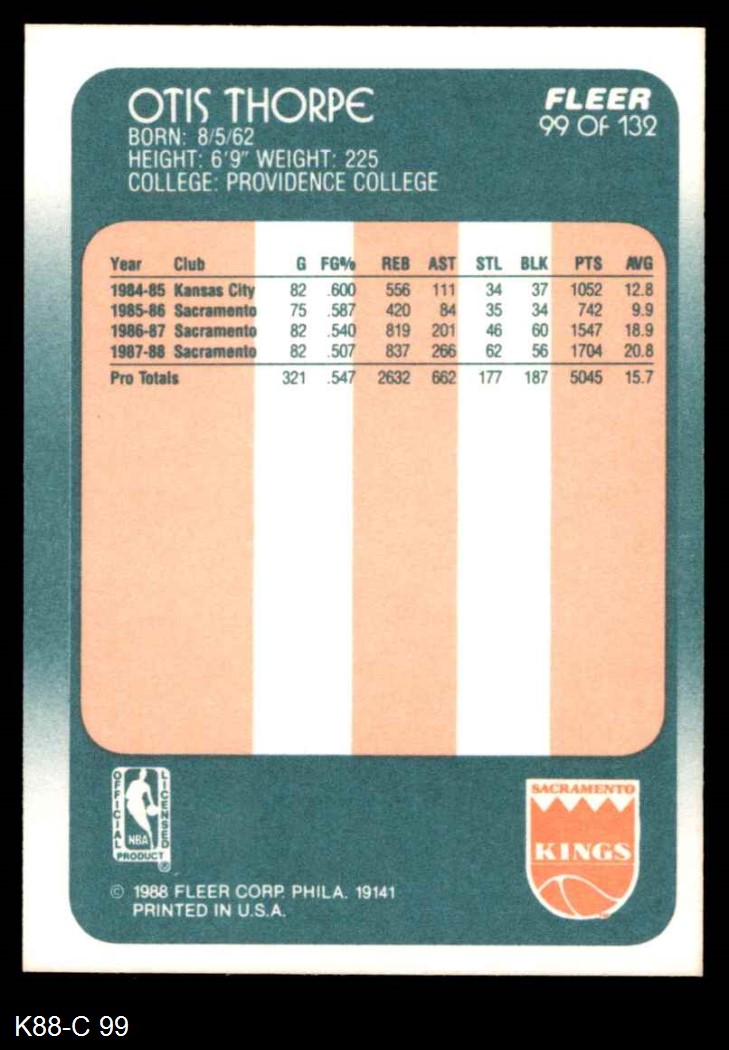 OTIS THORPE
FLEER
99 OF 132
BORN: 8/5/62
HEIGHT: 6'9" WEIGHT: 225
COLLEGE: PROVIDENCE COLLEGE
Year Club G FG% REB AST STL BLK PTS AVG
1984-85 Kansas City 82 .600 556 111 34 37 1052 12.8
1985-86 Sacramento 75 .587 420 84 35 34 742 9.9
1986-87 Sacramento 82 .540 819 201 46 60 1547 18.9
1987-88 Sacramento 82 .507 837 266 62 56 1704 20.8
Pro Totals 321 .547 2632 662 177 187 5045 15.7
OFFICIAL LICENSED
NBA
PRODUCT
®
SACRAMENTO
KINGS
© 1988 FLEER CORP. PHILA. 19141
PRINTED IN U.S.A.
K88-C 99